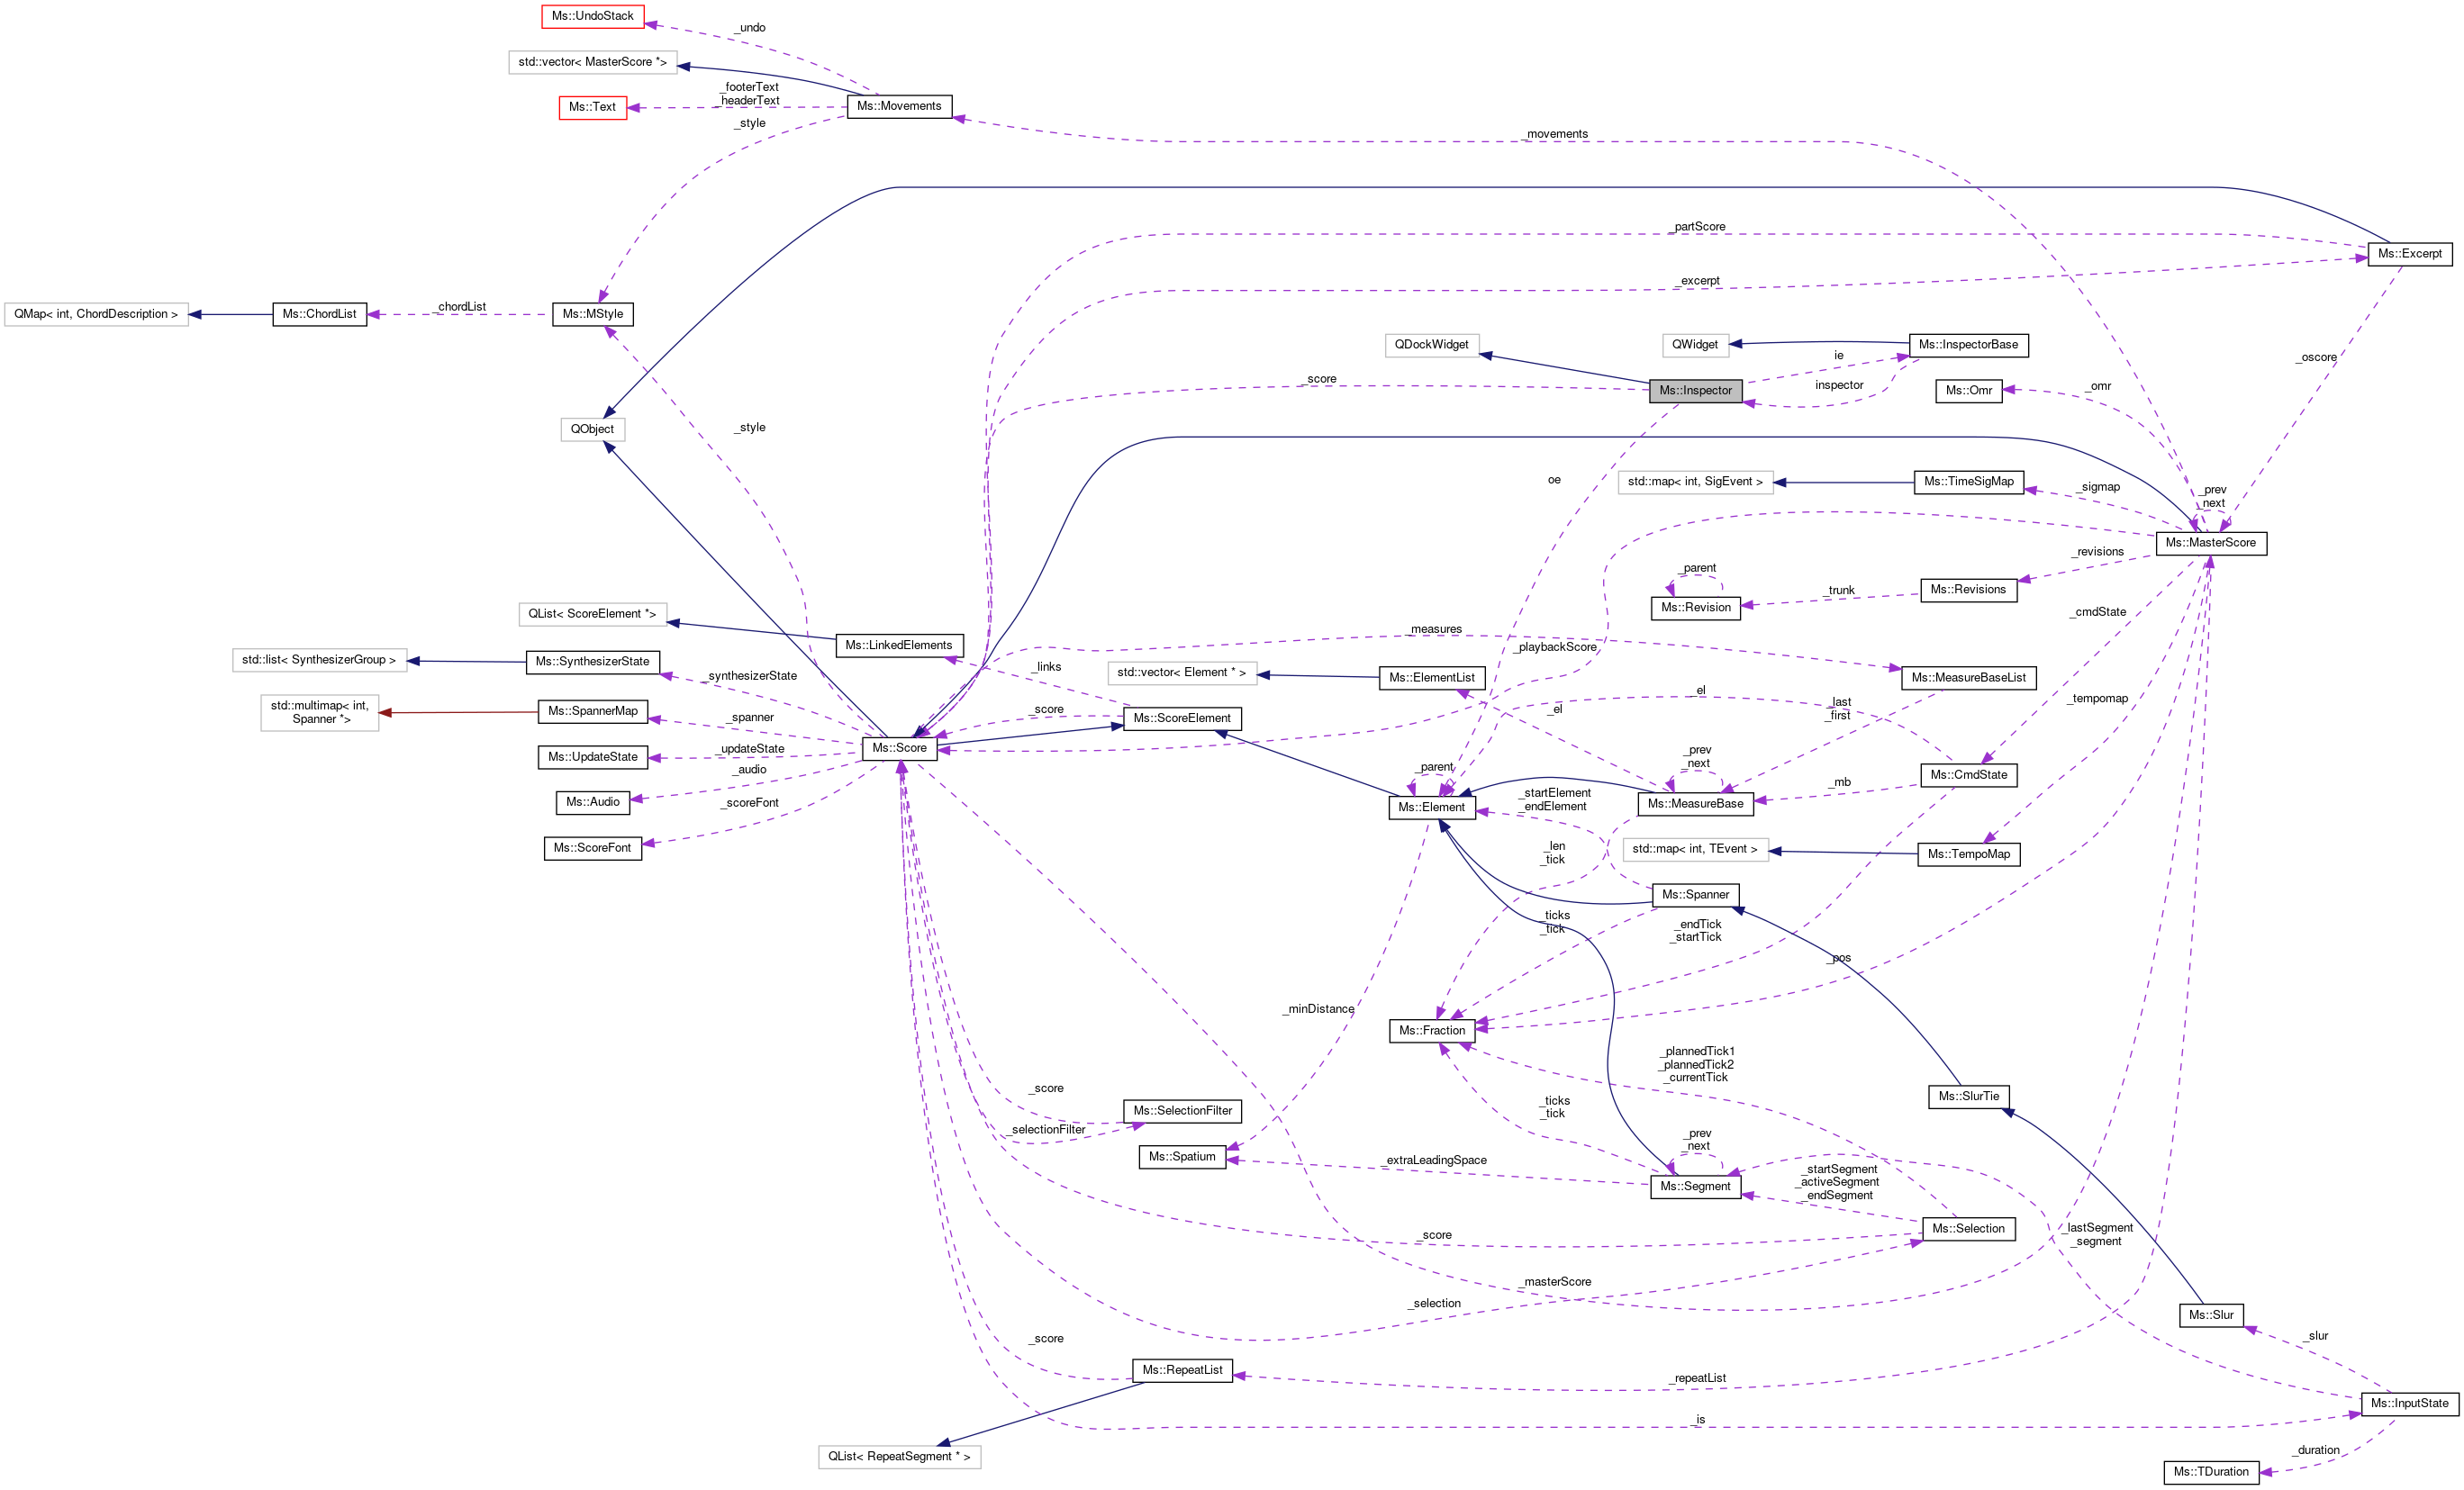 Ms::UndoStack
_undo
std::vector< MasterScore *>
_footerText
_headerText
Ms::Text
Ms::Movements
_style
_movements
_partScore
Ms::Excerpt
_excerpt
QMap< int, ChordDescription >
Ms::ChordList
_chordList
Ms::MStyle
QDockWidget
QWidget
Ms::InspectorBase
ie
_oscore
_score
Ms::Inspector
inspector
Ms::Omr
_omr
QObject
_style
oe
std::map< int, SigEvent >
Ms::TimeSigMap
_sigmap
_prev
_next
Ms::MasterScore
_revisions
_parent
Ms::Revision
_trunk
Ms::Revisions
QList< ScoreElement *>
_cmdState
Ms::LinkedElements
_measures
_playbackScore
std::list< SynthesizerGroup >
Ms::SynthesizerState
_synthesizerState
_links
std::vector< Element * >
Ms::ElementList
Ms::MeasureBaseList
_el
_last
_first
_tempomap
std::multimap< int,
Spanner *>
Ms::SpannerMap
_spanner
_score
Ms::ScoreElement
_el
Ms::Score
Ms::UpdateState
_updateState
_prev
_next
_parent
_audio
Ms::CmdState
_mb
Ms::Audio
_scoreFont
Ms::Element
_startElement
_endElement
Ms::MeasureBase
Ms::ScoreFont
_len
_tick
std::map< int, TEvent >
Ms::TempoMap
Ms::Spanner
_ticks
_tick
_endTick
_startTick
_pos
_minDistance
Ms::Fraction
_plannedTick1
_plannedTick2
_currentTick
_score
Ms::SelectionFilter
_selectionFilter
Ms::SlurTie
_ticks
_tick
_prev
_next
Ms::Spatium
_extraLeadingSpace
Ms::Segment
_startSegment
_activeSegment
_endSegment
Ms::Selection
_score
_lastSegment
_segment
_masterScore
_selection
Ms::Slur
_slur
_score
Ms::RepeatList
_repeatList
Ms::InputState
_is
QList< RepeatSegment * >
_duration
Ms::TDuration